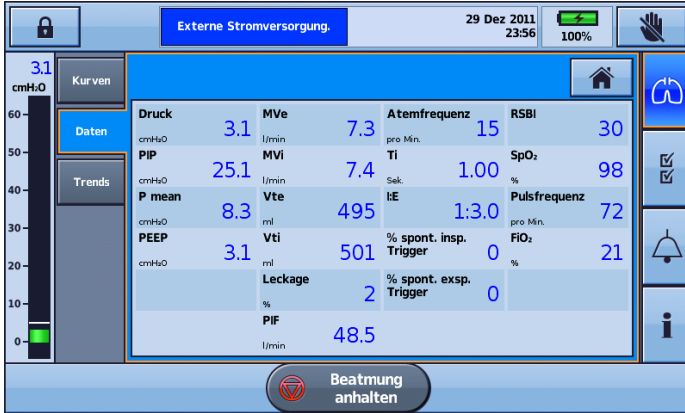 Externe Stromversorgung.
29 Dez 2011
23:56
100%
3.1
cmH₂O
60
50
40
30
20
10
0
Kurven
Daten
Trends
Druck
cmH₂O
3.1
MVe
l/min
7.3
Atemfrequenz
pro Min.
15
RSBI
30
PIP
cmH₂O
25.1
MVi
l/min
7.4
Ti
Sek.
1.00
SpO₂
%
98
P mean
cmH₂O
8.3
Vte
ml
495
I:E
1:3.0
Pulsfrequenz
pro Min.
72
PEEP
cmH₂O
3.1
Vti
ml
501
% spont. insp.
Trigger
0
FiO₂
%
21
Leckage
%
2
% spont. exsp.
Trigger
0
PIF
l/min
48.5
Beatmung
anhalten